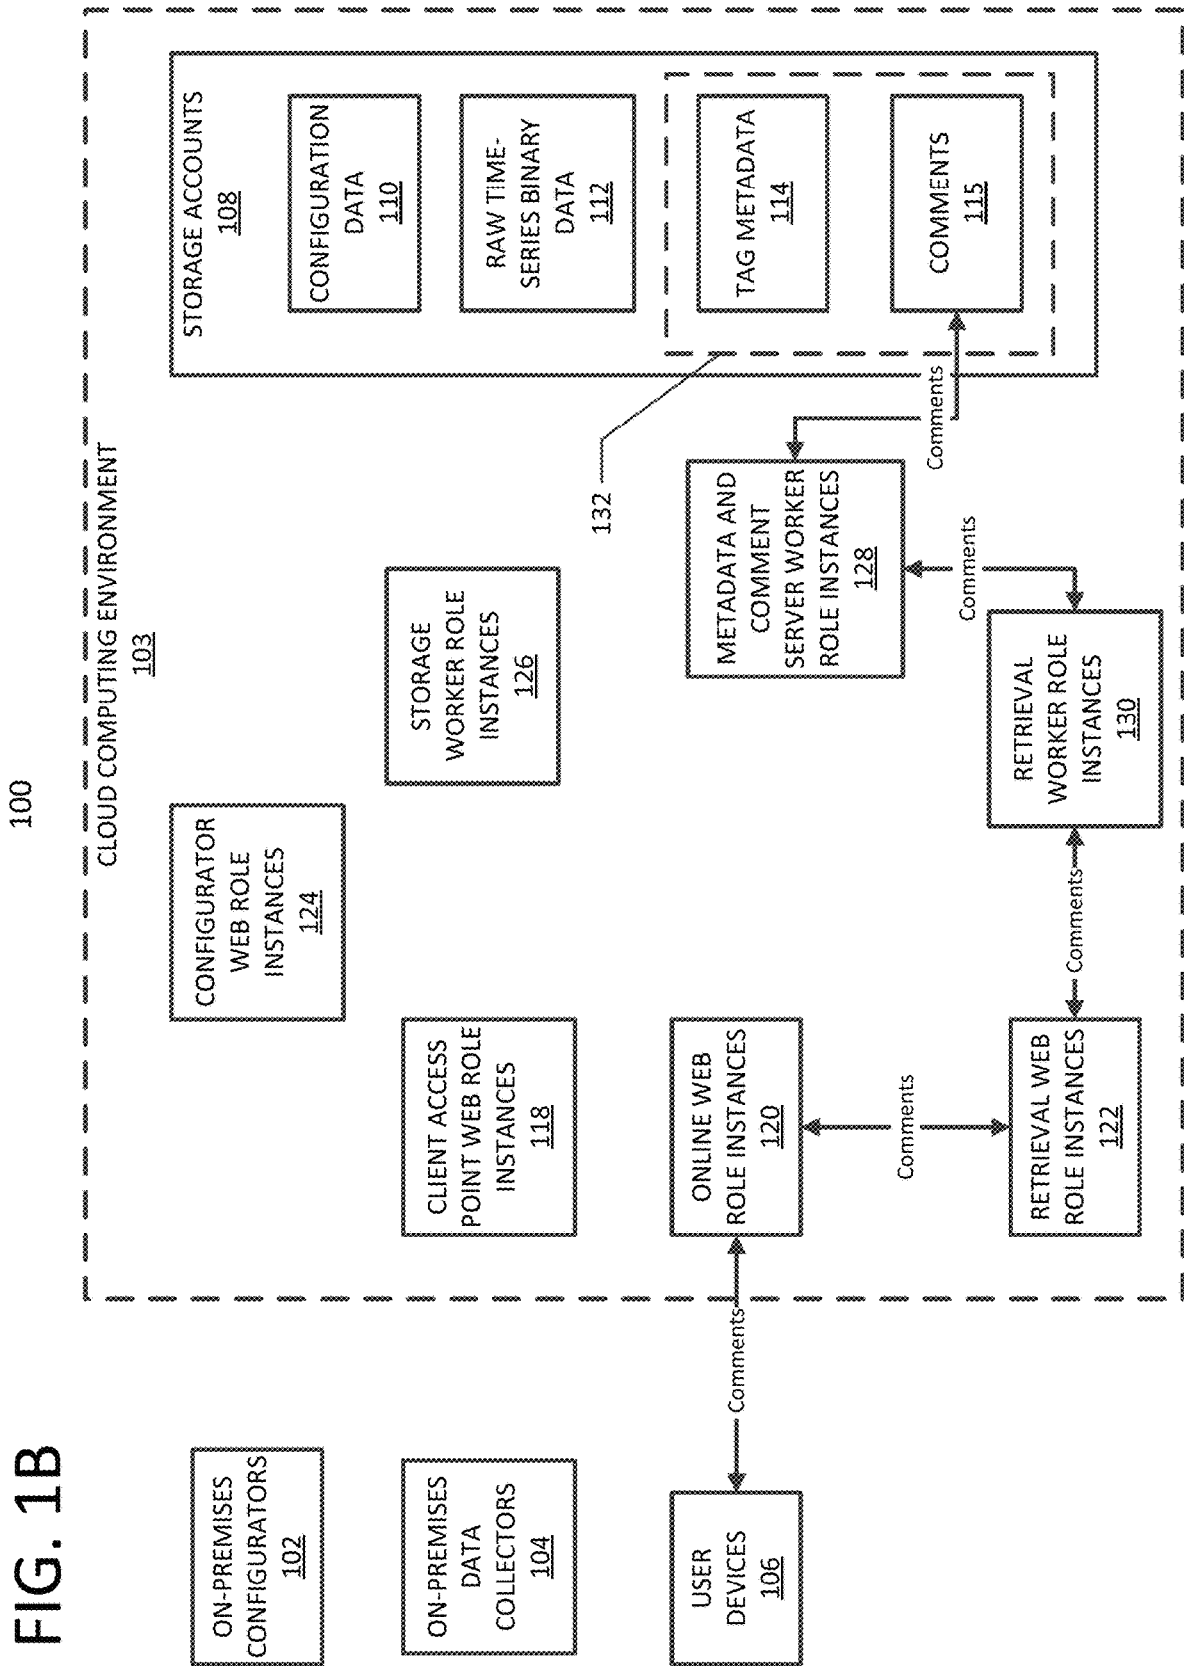 FIG. 1B
100
ON-PREMISES
CONFIGURATORS
102
ON-PREMISES
DATA
COLLECTORS
104
USER
DEVICES
106
Comments
CLOUD COMPUTING ENVIRONMENT
103
CONFIGURATOR
WEB ROLE
INSTANCES
124
CLIENT ACCESS
POINT WEB ROLE
INSTANCES
118
STORAGE
WORKER ROLE
INSTANCES
126
ONLINE WEB
ROLE INSTANCES
120
Comments
RETRIEVAL WEB
ROLE INSTANCES
122
Comments
RETRIEVAL
WORKER ROLE
INSTANCES
130
Comments
METADATA AND
COMMENT
SERVER WORKER
ROLE INSTANCES
128
Comments
132
STORAGE ACCOUNTS
108
CONFIGURATION
DATA
110
RAW TIME-
SERIES BINARY
DATA
112
TAG METADATA
114
COMMENTS
115